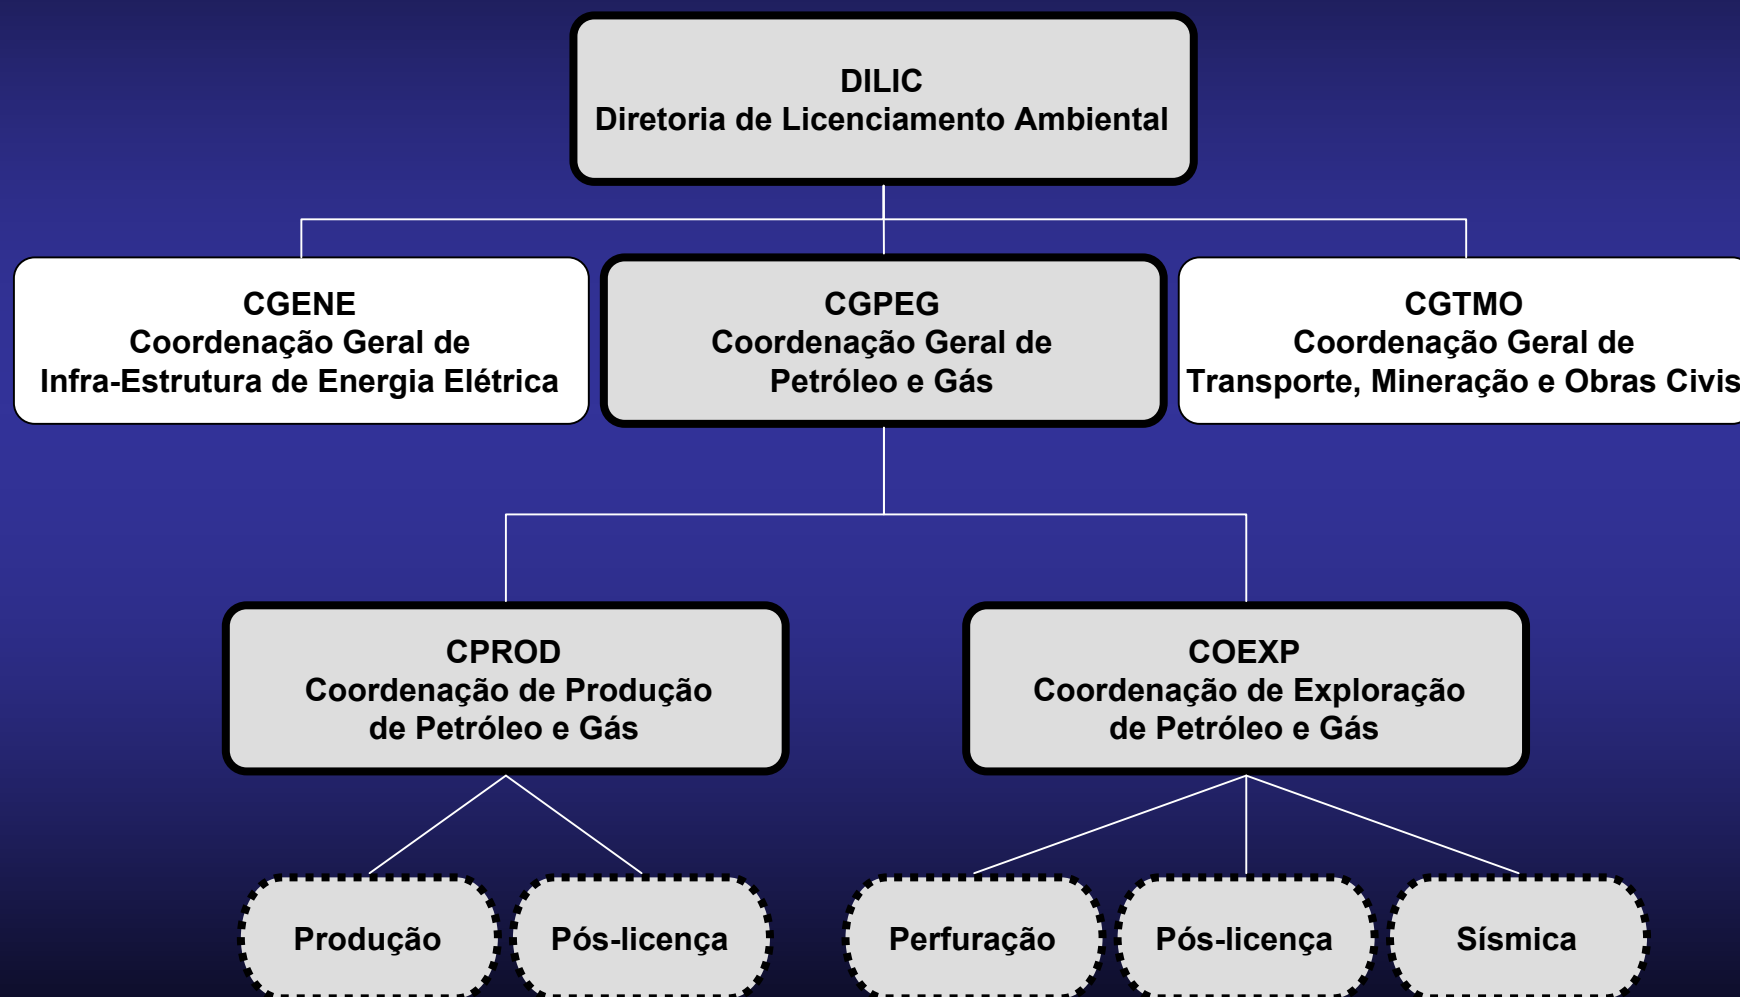 DILIC
Diretoria de Licenciamento Ambiental
CGENE
Coordenação Geral de
Infra-Estrutura de Energia Elétrica
CGPEG
Coordenação Geral de
Petróleo e Gás
CGTMO
Coordenação Geral de
Transporte, Mineração e Obras Civis
CPROD
Coordenação de Produção
de Petróleo e Gás
COEXP
Coordenação de Exploração
de Petróleo e Gás
Produção
Pós-licença
Perfuração
Pós-licença
Sísmica